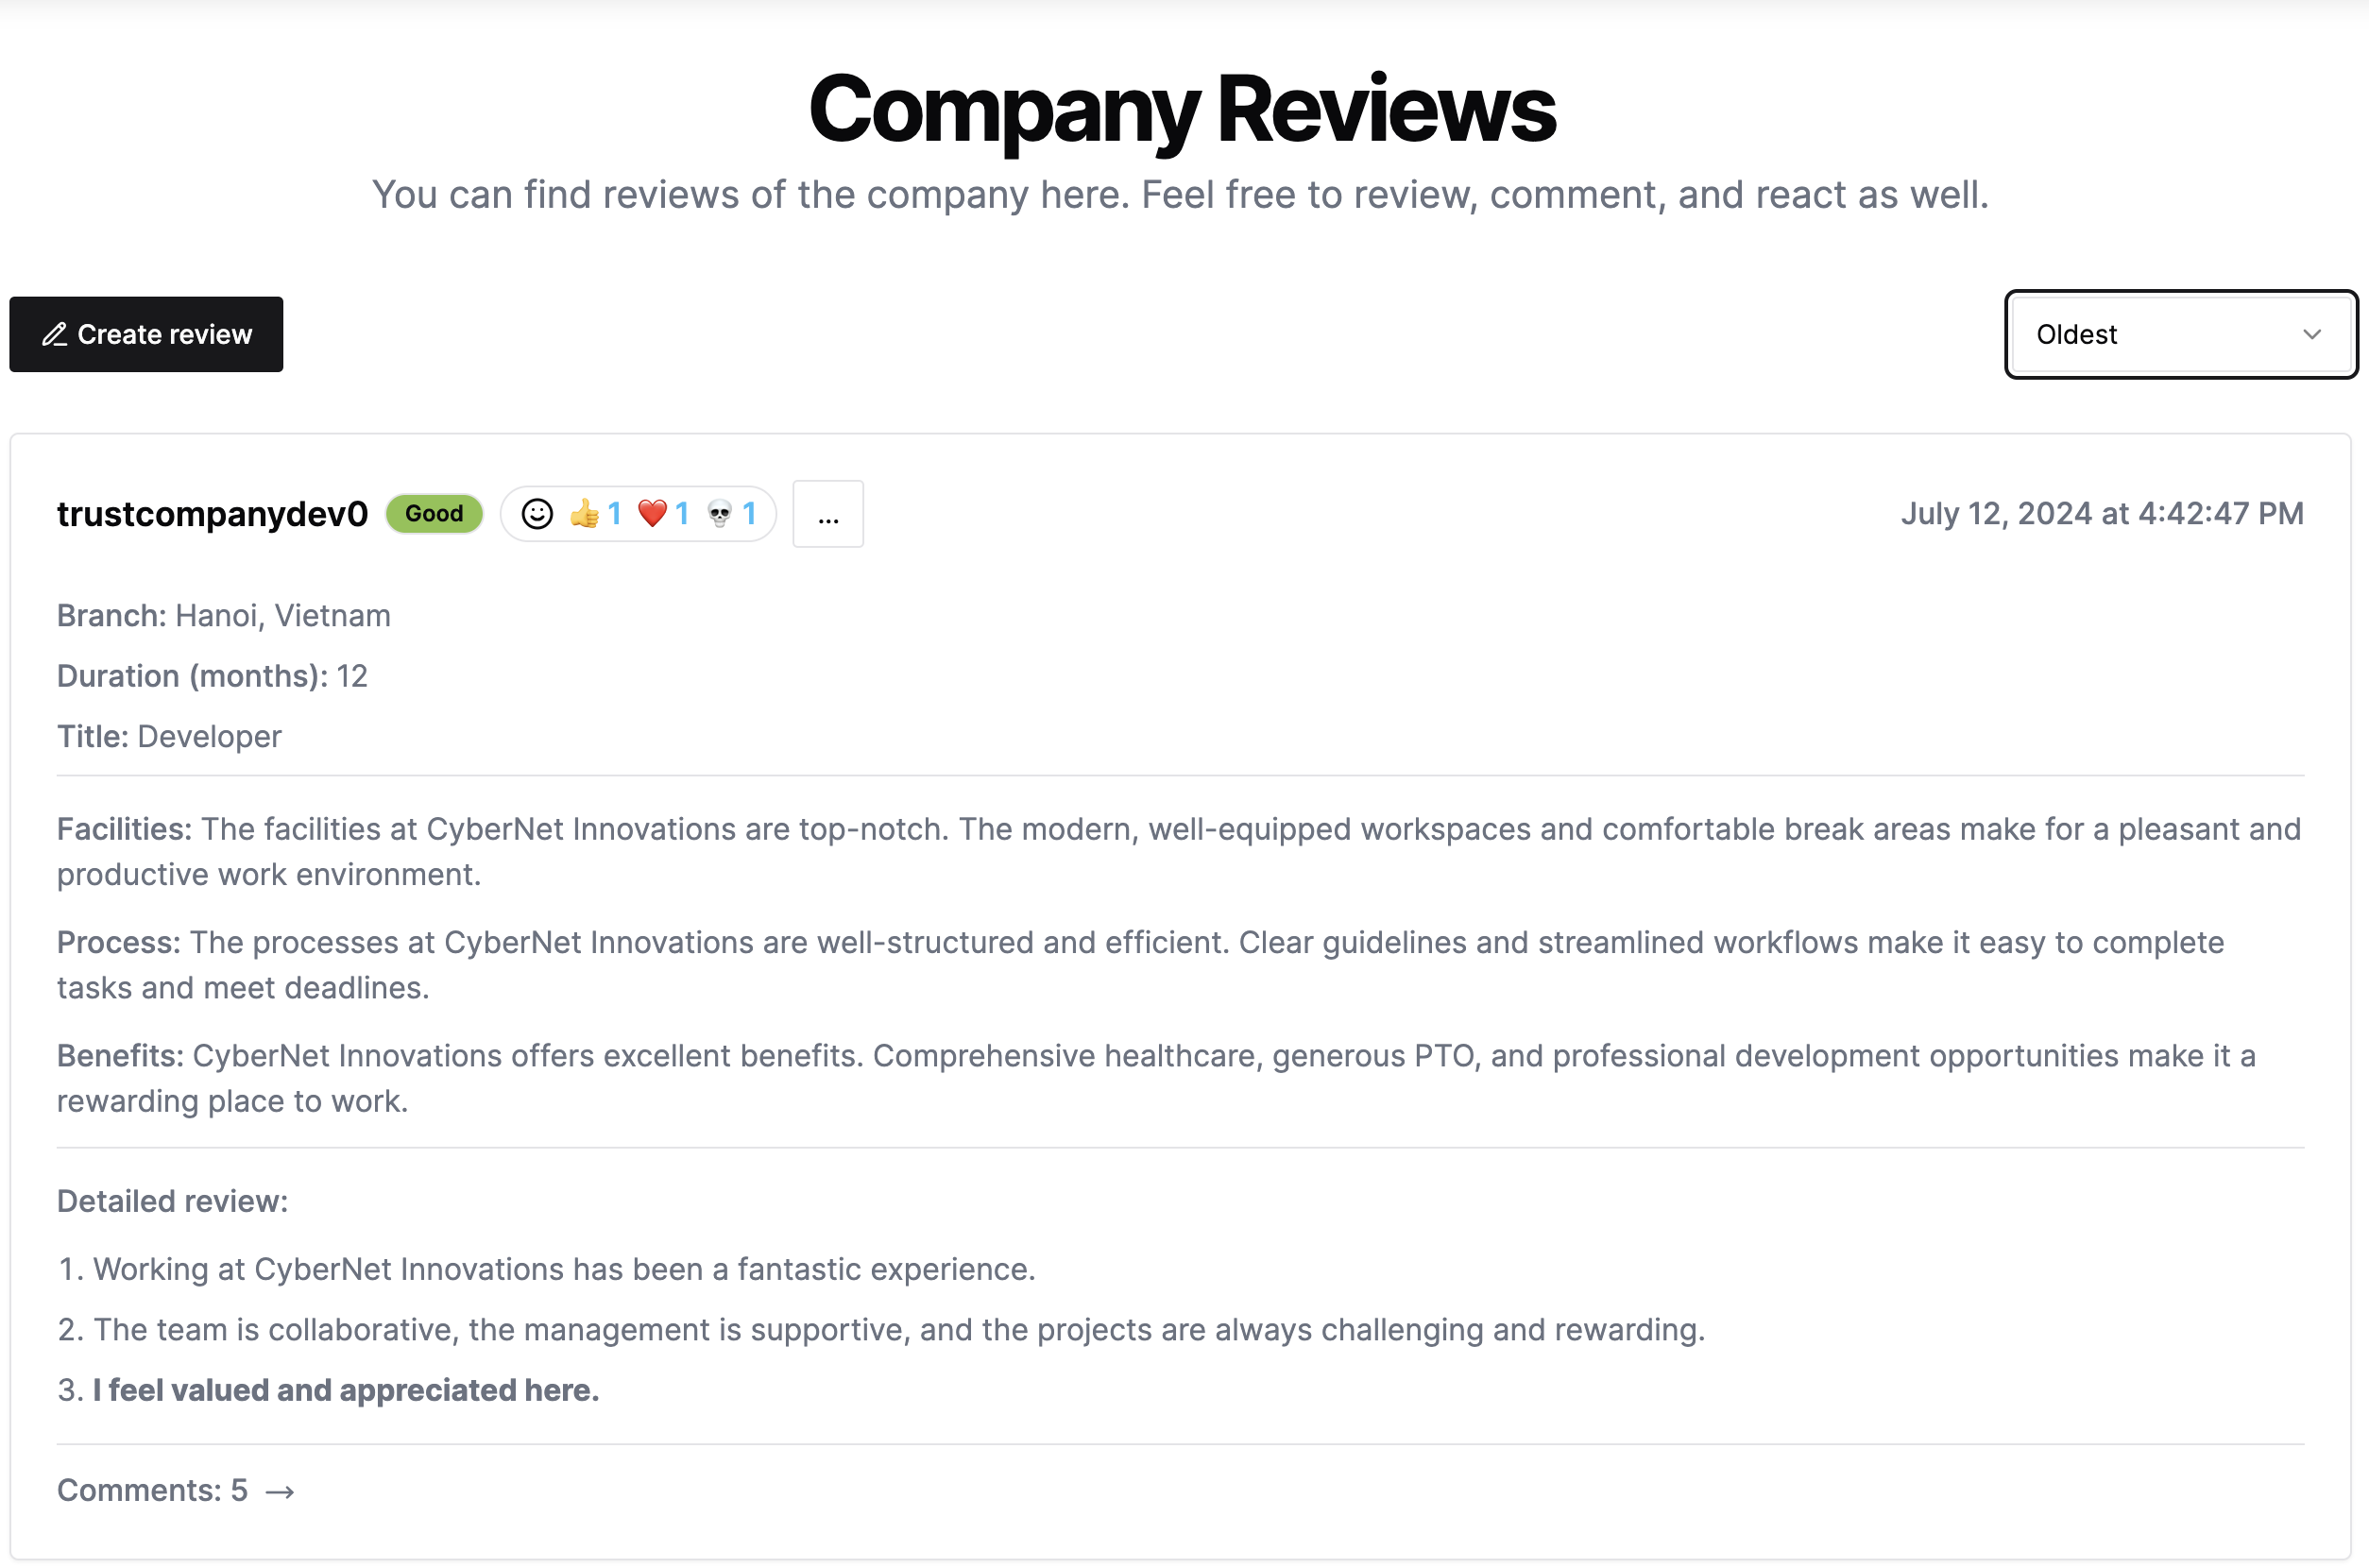 Company Reviews
You can find reviews of the company here. Feel free to review, comment, and react as well.
Create review
Oldest
trustcompanydev0 Good 👍 1 ❤️ 1 💀 1 ... July 12, 2024 at 4:42:47 PM
Branch: Hanoi, Vietnam
Duration (months): 12
Title: Developer
Facilities: The facilities at CyberNet Innovations are top-notch. The modern, well-equipped workspaces and comfortable break areas make for a pleasant and
productive work environment.
Process: The processes at CyberNet Innovations are well-structured and efficient. Clear guidelines and streamlined workflows make it easy to complete
tasks and meet deadlines.
Benefits: CyberNet Innovations offers excellent benefits. Comprehensive healthcare, generous PTO, and professional development opportunities make it a
rewarding place to work.
Detailed review:
1. Working at CyberNet Innovations has been a fantastic experience.
2. The team is collaborative, the management is supportive, and the projects are always challenging and rewarding.
3. I feel valued and appreciated here.
Comments: 5 →